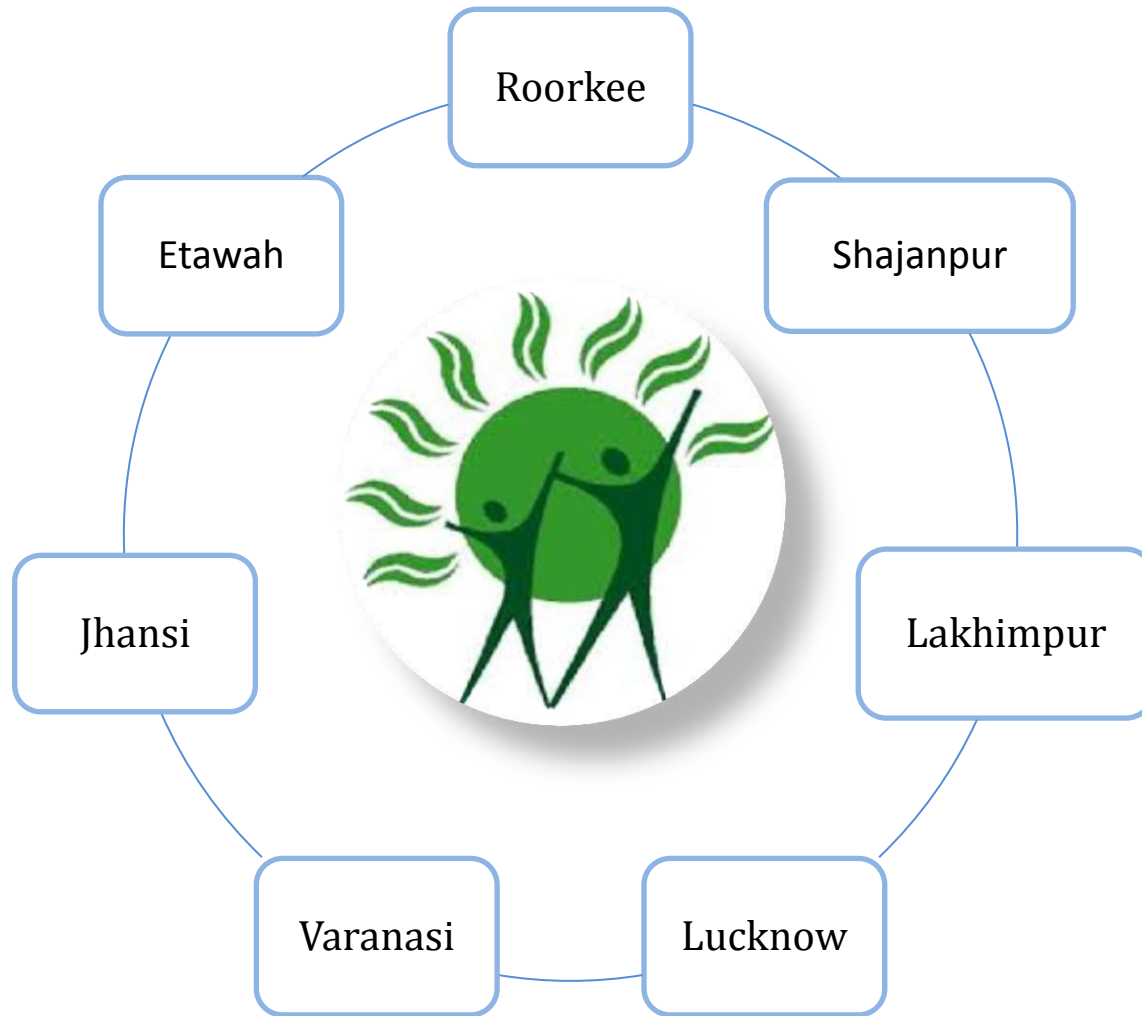 Roorkee
Etawah
Shajanpur
Jhansi
Lakhimpur
Varanasi
Lucknow